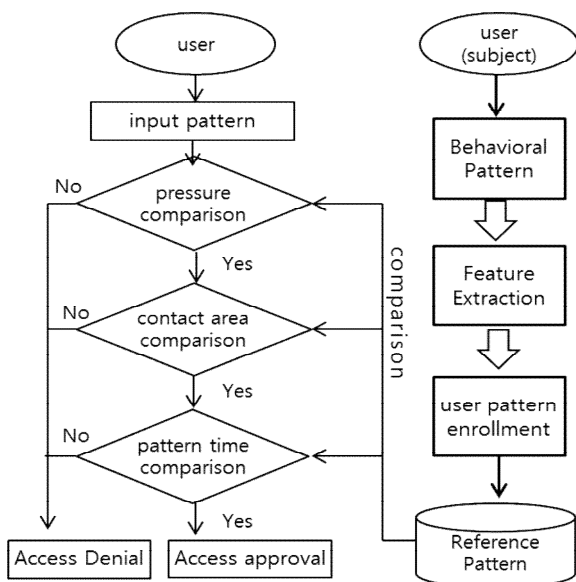 user
input pattern
No
pressure
comparison
Yes
No
contact area
comparison
Yes
No
pattern time
comparison
Yes
Access Denial
Access approval
comparison
user
(subject)
Behavioral
Pattern
Feature
Extraction
user pattern
enrollment
Reference
Pattern